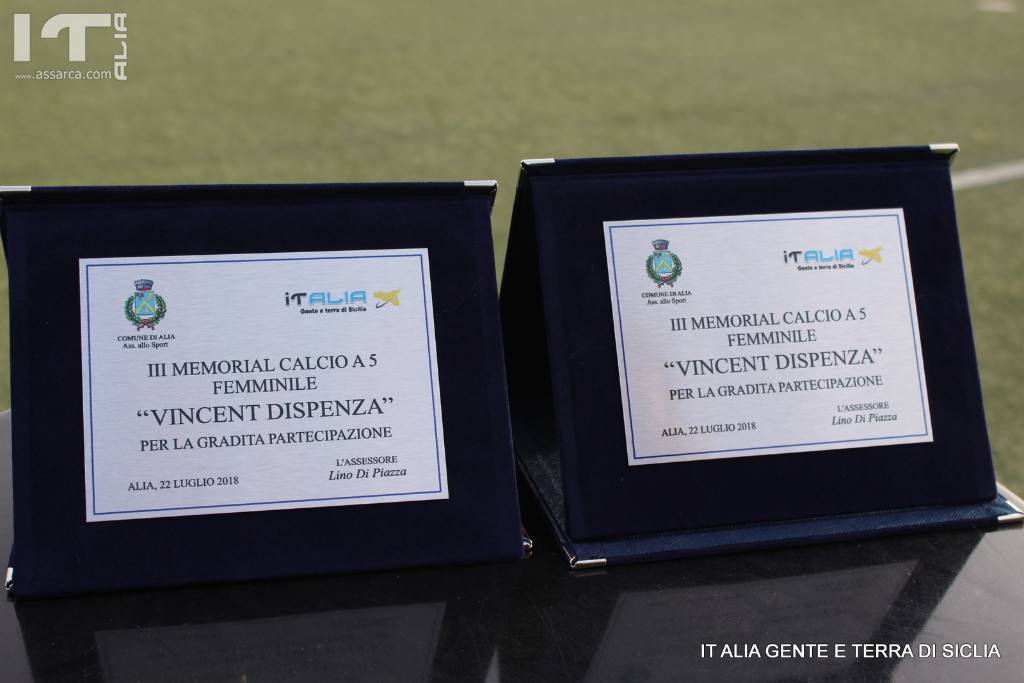 IT ALIA
www.assarca.com
COMUNE DI ALIA
Ass. allo Sport
iTALIA
Gente e terra di Sicilia
III MEMORIAL CALCIO A 5
FEMMINILE
“VINCENT DISPENZA”
PER LA GRADITA PARTECIPAZIONE
L'ASSESSORE
Lino Di Piazza
ALIA, 22 LUGLIO 2018
COMUNE DI ALIA
Ass. allo Sport
iTALIA
Gente e terra di Sicilia
III MEMORIAL CALCIO A 5
FEMMINILE
“VINCENT DISPENZA”
PER LA GRADITA PARTECIPAZIONE
L'ASSESSORE
Lino Di Piazza
ALIA, 22 LUGLIO 2018
IT ALIA GENTE E TERRA DI SICLIA